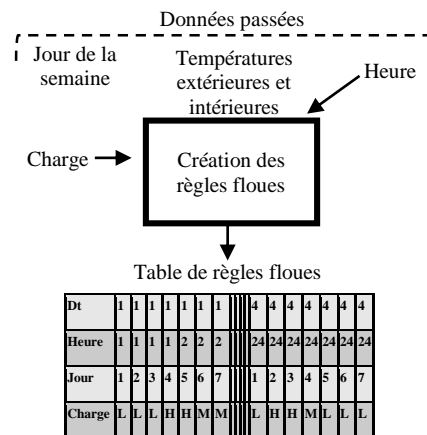 Données passées
Jour de la
semaine
Températures
extérieures et
intérieures
Heure
Charge
Création des
règles floues
Table de règles floues
Dt 1 1 1 1 1 1 1 4 4 4 4 4 4 4
Heure 1 1 1 1 2 2 2 24 24 24 24 24 24 24
Jour 1 2 3 4 5 6 7 1 2 3 4 5 6 7
Charge L L L H H M M L H H M L L L